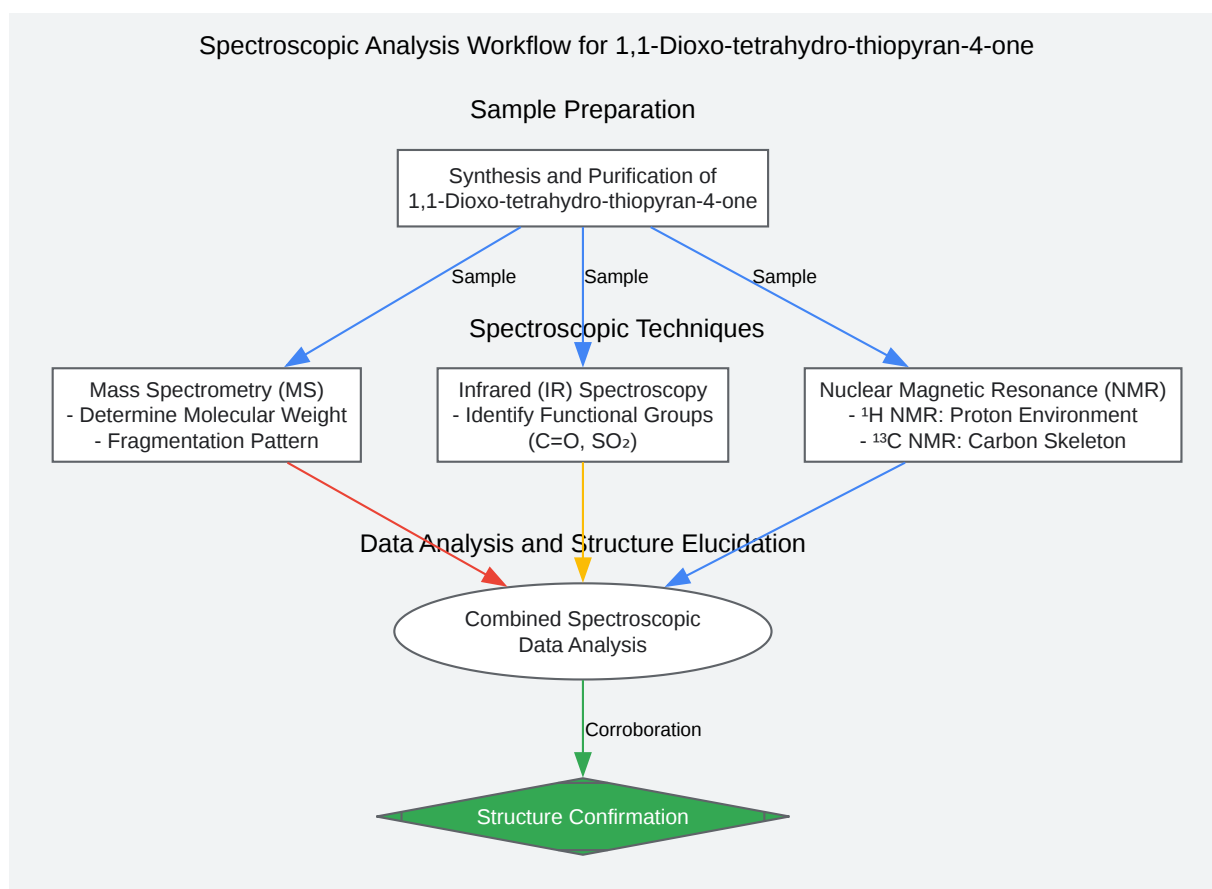 Spectroscopic Analysis Workflow for 1,1-Dioxo-tetrahydro-thiopyran-4-one
Sample Preparation
Synthesis and Purification of
1,1-Dioxo-tetrahydro-thiopyran-4-one
Sample
Sample
Sample
Spectroscopic Techniques
Mass Spectrometry (MS)
- Determine Molecular Weight
- Fragmentation Pattern
Infrared (IR) Spectroscopy
- Identify Functional Groups
(C=O, SO₂)
Nuclear Magnetic Resonance (NMR)
- ¹H NMR: Proton Environment
- ¹³C NMR: Carbon Skeleton
Data Analysis and Structure Elucidation
Combined Spectroscopic
Data Analysis
Corroboration
Structure Confirmation